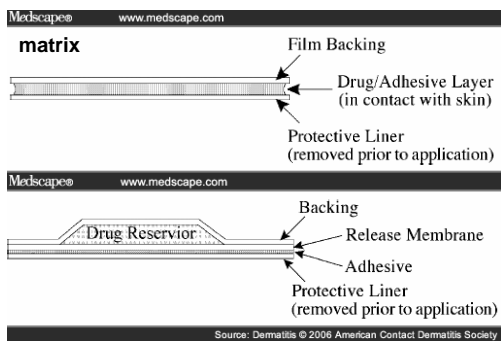 Medscape® www.medscape.com
matrix
Film Backing
Drug/Adhesive Layer
(in contact with skin)
Protective Liner
(removed prior to application)
Medscape® www.medscape.com
Backing
Drug Reservior
Release Membrane
Adhesive
Protective Liner
(removed prior to application)
Source: Dermatitis © 2006 American Contact Dermatitis Society